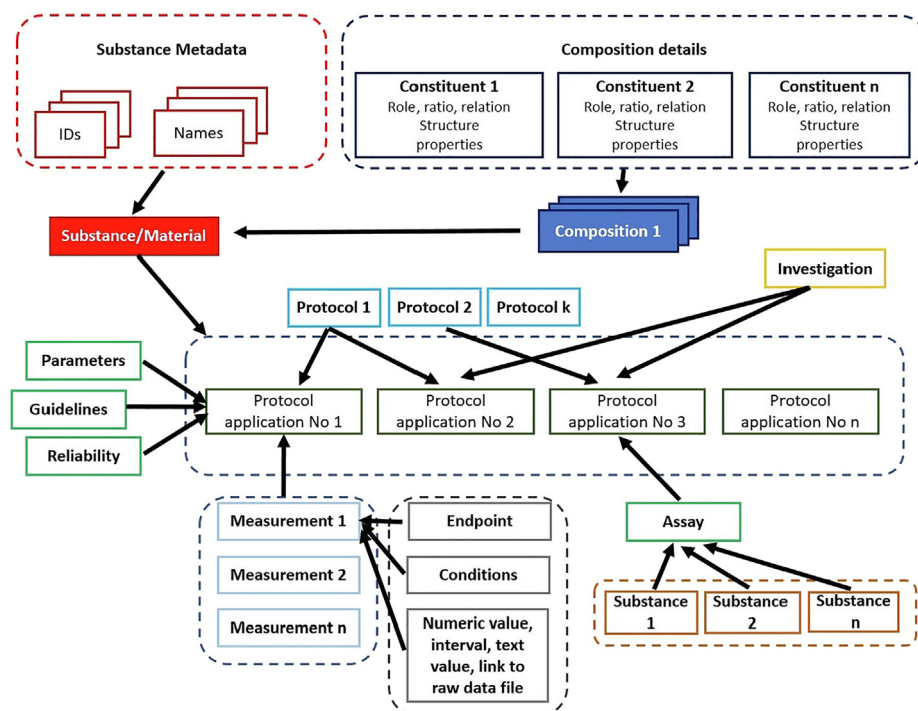 Substance Metadata
IDs
Names
Composition details
Constituent 1
Role, ratio, relation
Structure
properties
Constituent 2
Role, ratio, relation
Structure
properties
Constituent n
Role, ratio, relation
Structure
properties
Substance/Material
Composition 1
Investigation
Protocol 1
Protocol 2
Protocol k
Parameters
Guidelines
Reliability
Protocol
application No 1
Protocol
application No 2
Protocol
application No 3
Protocol
application No n
Measurement 1
Measurement 2
Measurement n
Endpoint
Conditions
Numeric value,
interval, text
value, link to
raw data file
Assay
Substance
1
Substance
2
Substance
n